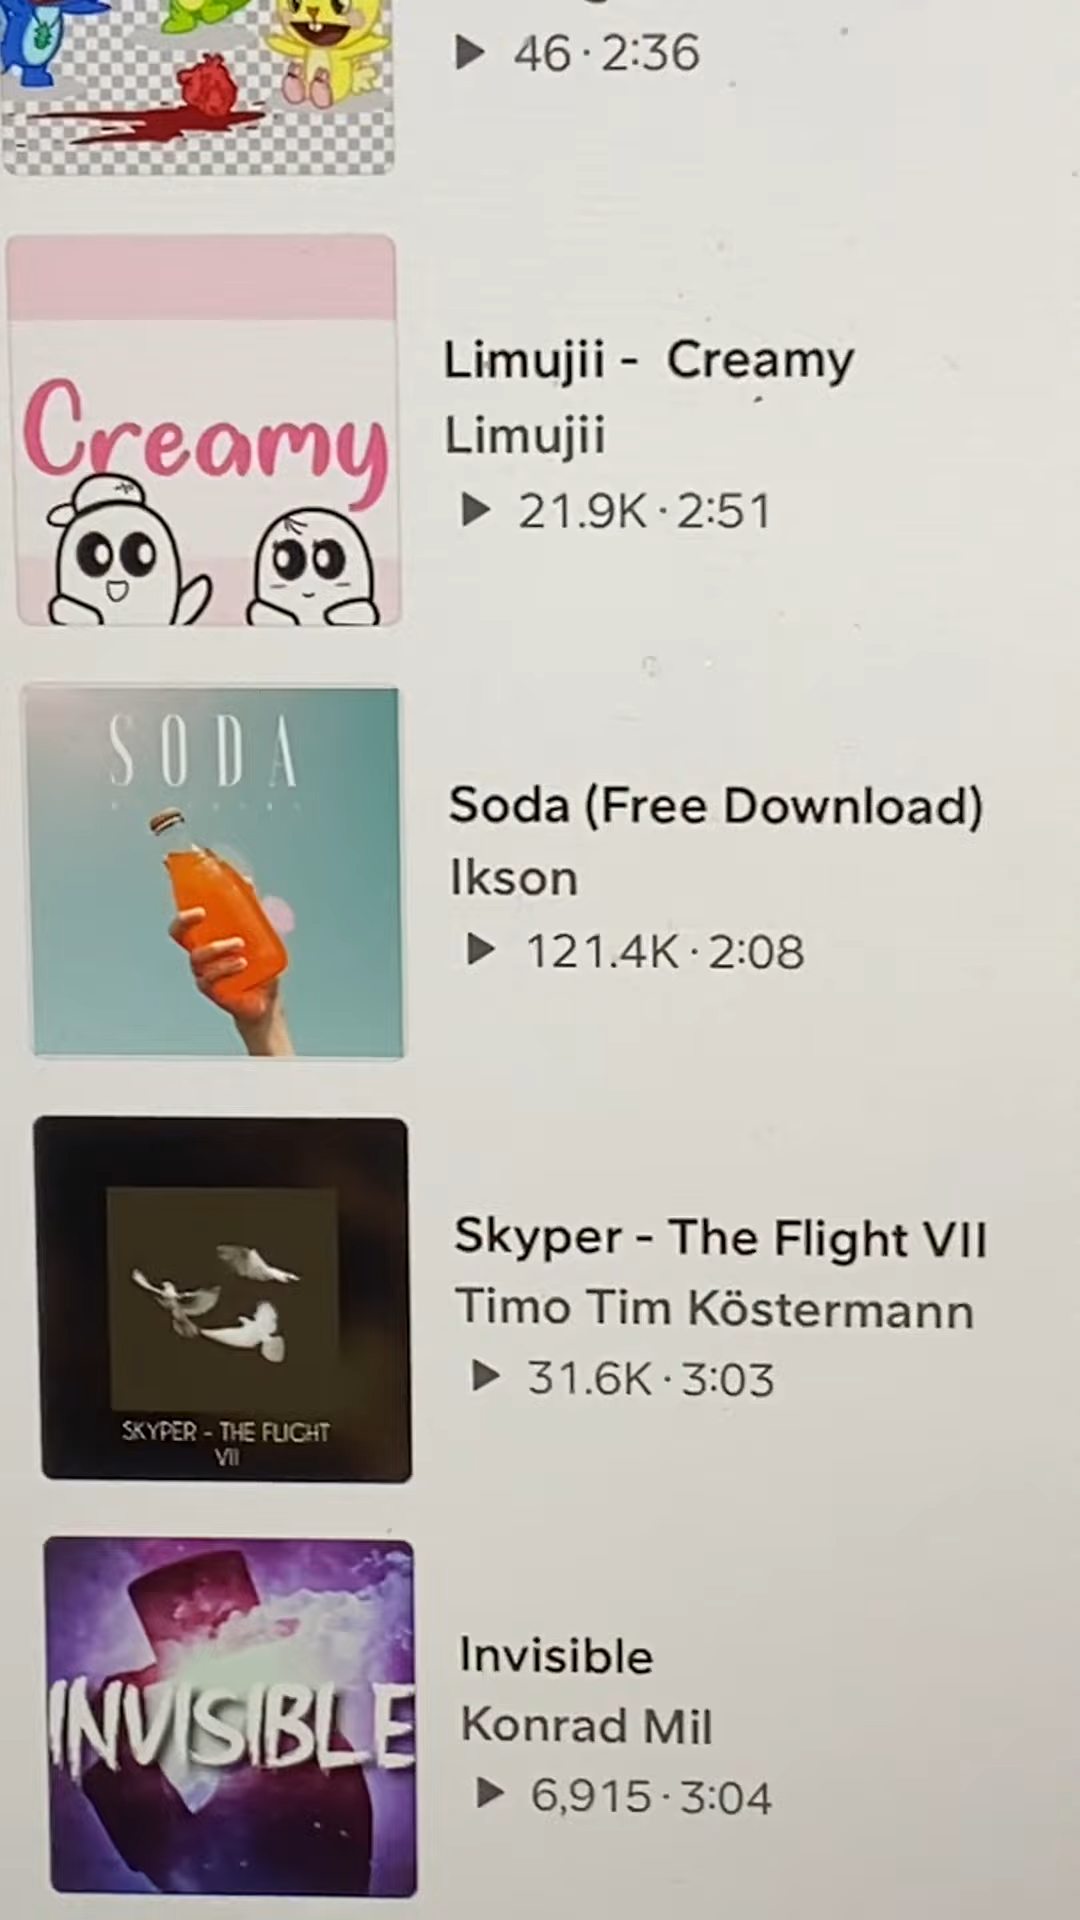 46 · 2:36
Creamy
Limujii - Creamy
Limujii
21.9K · 2:51
SODA
Soda (Free Download)
Ikson
121.4K · 2:08
SKYPER - THE FLIGHT
VII
Skyper - The Flight VII
Timo Tim Köstermann
31.6K · 3:03
INVISIBLE
Invisible
Konrad Mil
6,915 · 3:04